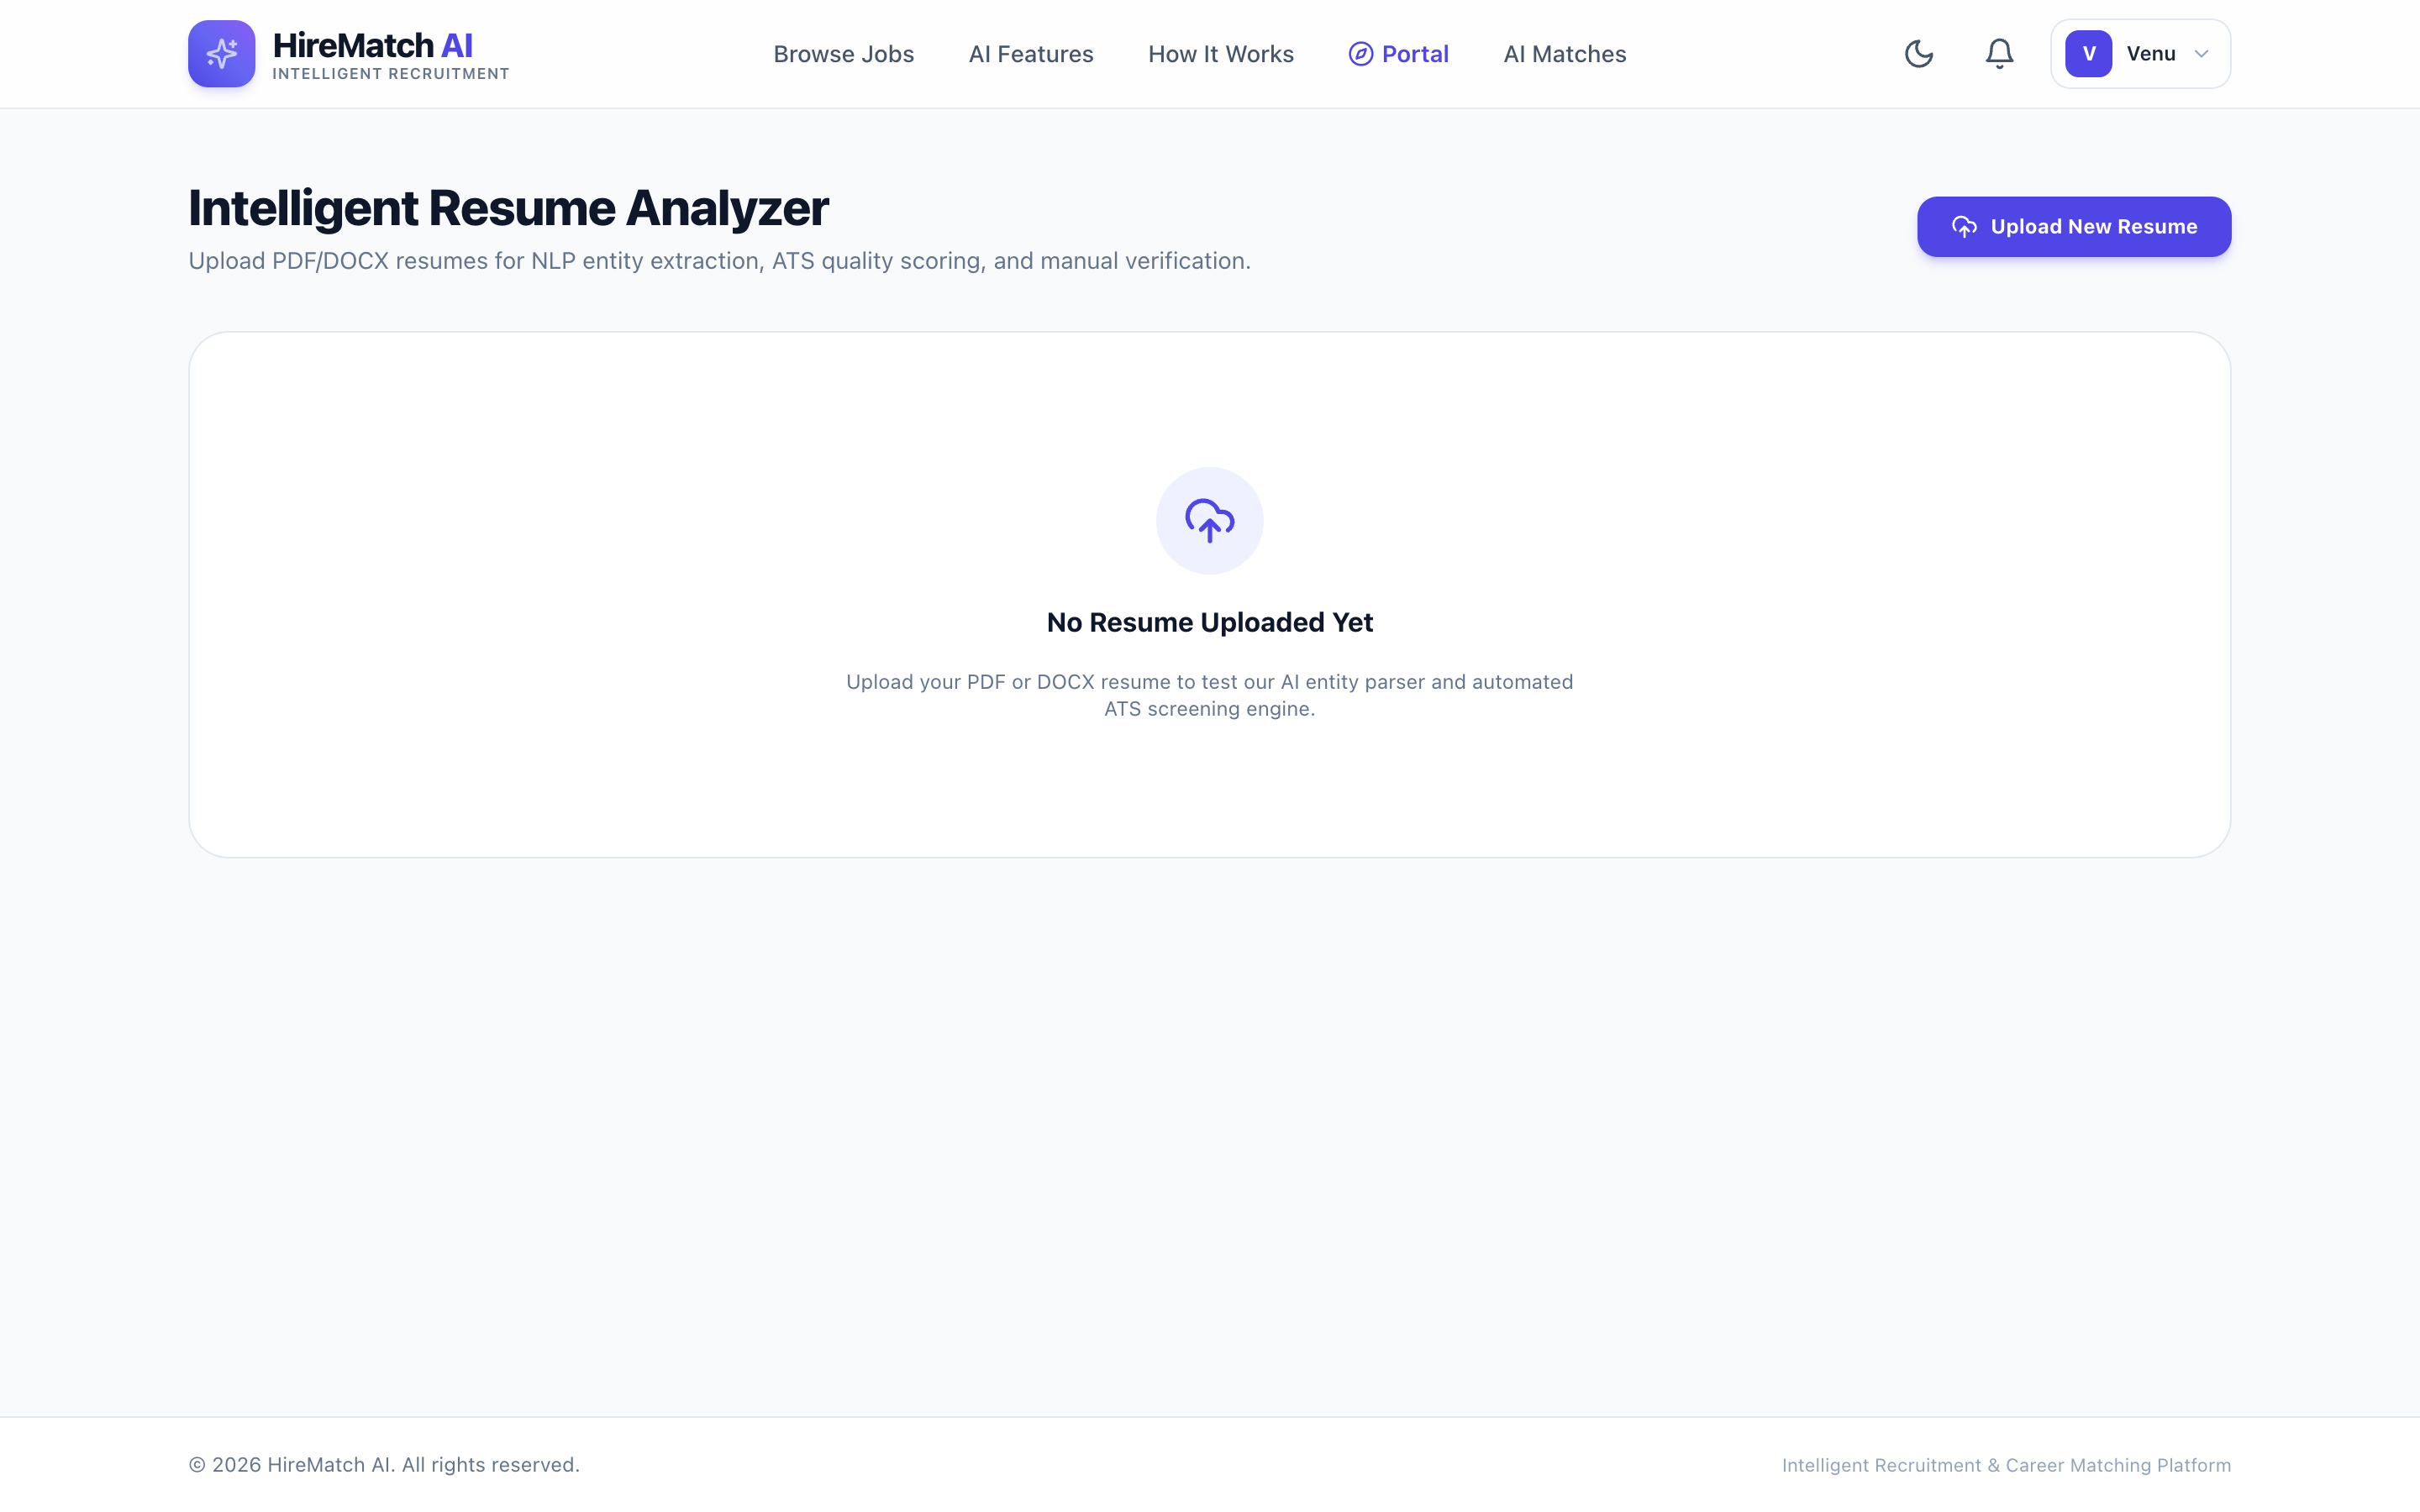 HireMatch AI
INTELLIGENT RECRUITMENT
Browse Jobs
AI Features
How It Works
Portal
AI Matches
V
Venu
Intelligent Resume Analyzer
Upload PDF/DOCX resumes for NLP entity extraction, ATS quality scoring, and manual verification.
Upload New Resume
No Resume Uploaded Yet
Upload your PDF or DOCX resume to test our AI entity parser and automated
ATS screening engine.
© 2026 HireMatch AI. All rights reserved.
Intelligent Recruitment & Career Matching Platform